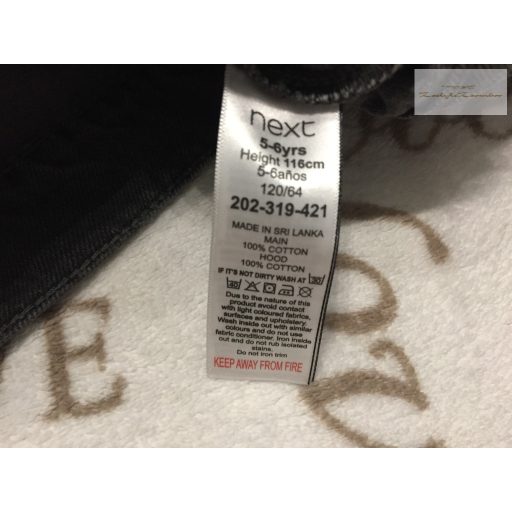 next
5-6yrs
Height 116cm
5-6años
120/64
202-319-421
MADE IN SRI LANKA
MAIN
100% COTTON
HOOD
100% COTTON
IF IT'S NOT DIRTY WASH AT 30
40
Due to the nature of this
product avoid contact
with light coloured fabrics,
surfaces and upholstery.
Wash inside out with similar
colours and do not use
fabric conditioner. Iron inside
out and do not rub isolated
stains.
Do not iron trim
KEEP AWAY FROM FIRE
E